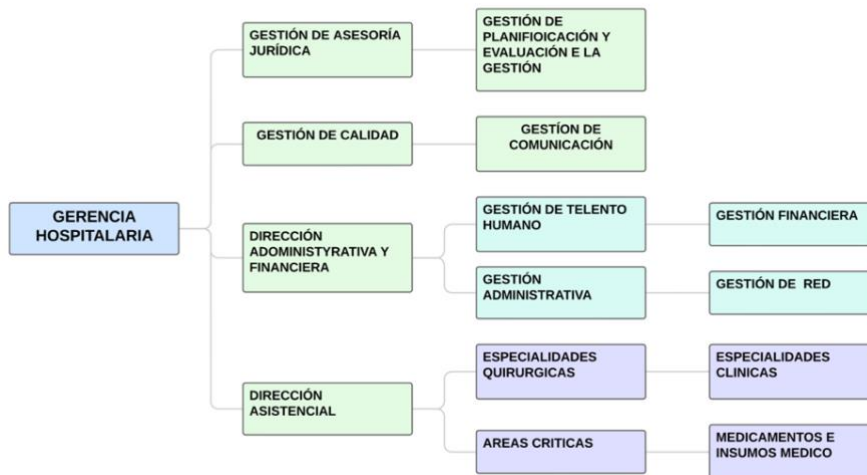 GESTIÓN DE ASESORÍA
JURÍDICA
GESTIÓN DE
PLANIFIOICACIÓN Y
EVALUACIÓN E LA
GESTIÓN
GESTIÓN DE CALIDAD
GESTÍON DE
COMUNICACIÓN
GERENCIA
HOSPITALARIA
DIRECCIÓN
ADOMINISTYRATIVA Y
FINANCIERA
GESTIÓN DE TELENTO
HUMANO
GESTIÓN FINANCIERA
GESTIÓN
ADMINISTRATIVA
GESTIÓN DE RED
DIRECCIÓN
ASISTENCIAL
ESPECIALIDADES
QUIRURGICAS
ESPECIALIDADES
CLINICAS
AREAS CRITICAS
MEDICAMENTOS E
INSUMOS MEDICO